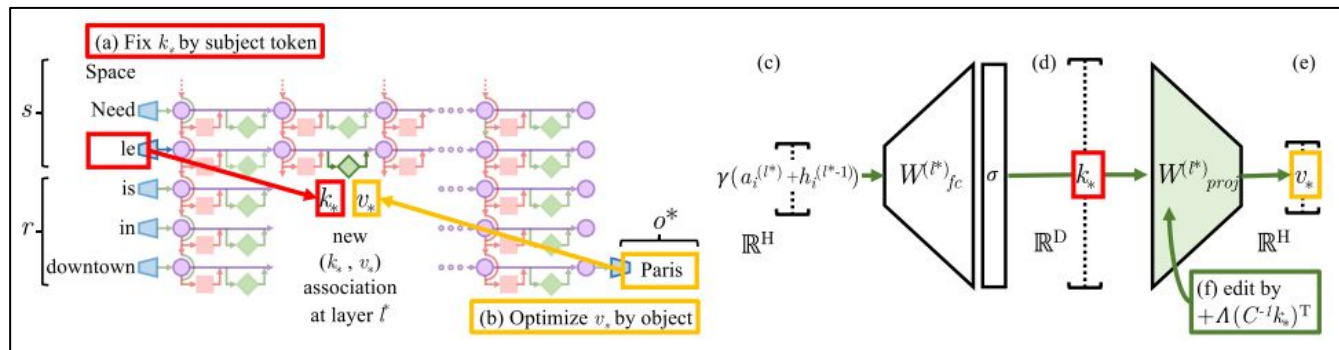 (a) Fix k* by subject token
Space
Need
le
is
in
downtown
s
r
k* v*
new
(k* , v*)
association
at layer l*
o*
Paris
(b) Optimize v* by object
(c)
γ(aᵢ⁽ˡ*⁾+hᵢ⁽ˡ*⁻¹⁾)
ℝᴴ
W⁽ˡ*⁾fc
σ
(d)
k*
ℝᴰ
W⁽ˡ*⁾proj
(e)
v*
ℝᴴ
(f) edit by
+Λ(C⁻¹k*)ᵀ